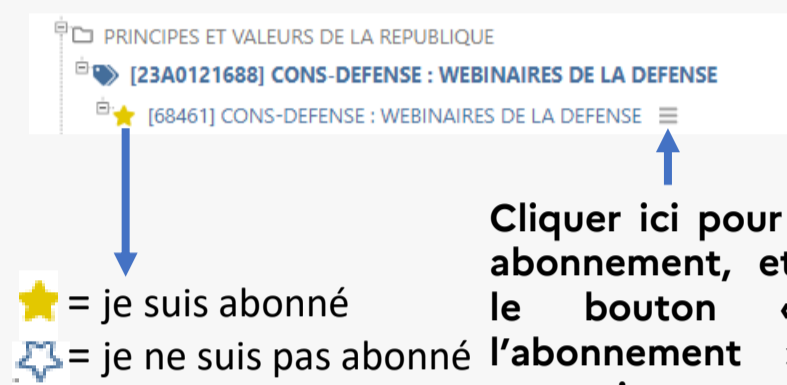 PRINCIPES ET VALEURS DE LA REPUBLIQUE
[23A0121688] CONS-DEFENSE : WEBINAIRES DE LA DEFENSE
[68461] CONS-DEFENSE : WEBINAIRES DE LA DEFENSE
= je suis abonné
= je ne suis pas abonné
Cliquer ici pour
abonnement, et
le bouton «
l’abonnement »